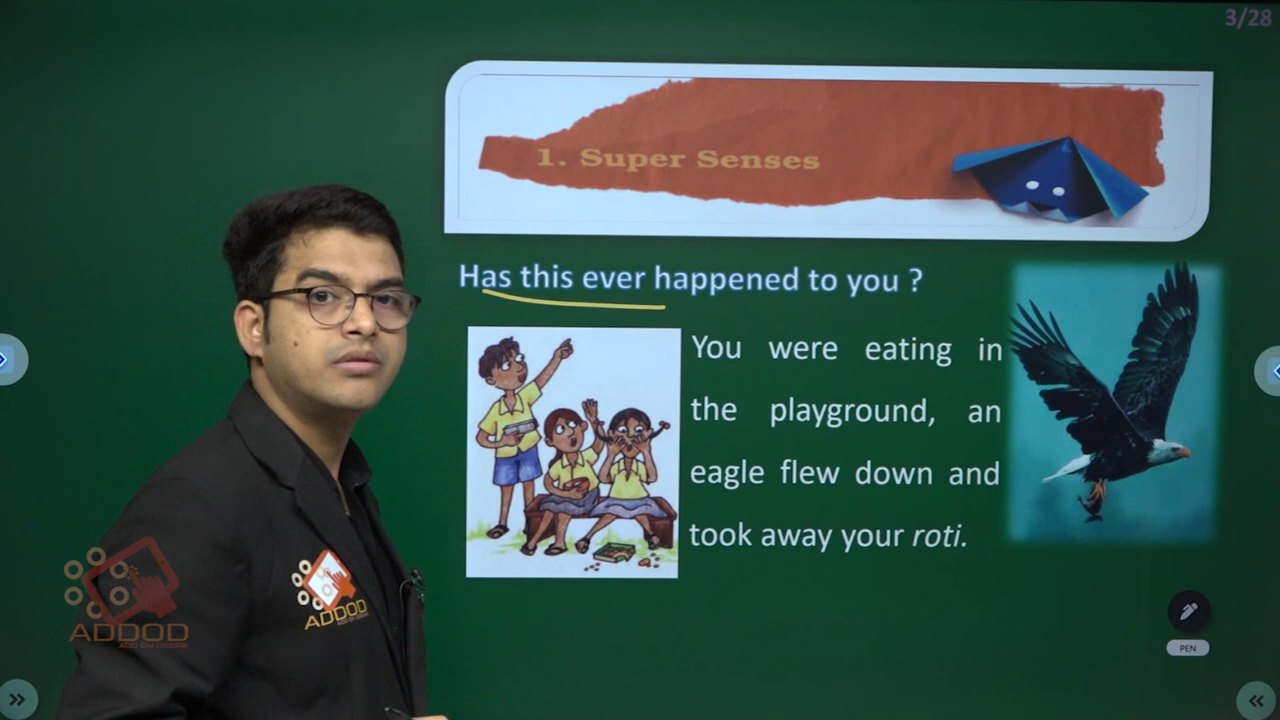 3/28
1. Super Senses
Has this ever happened to you ?
You were eating in
the playground, an
eagle flew down and
took away your roti.
ADDOD
ADDOD
PEN